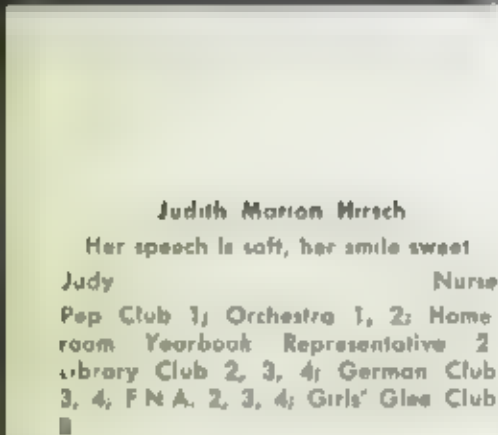 Judith Marion Hirsch
Her speech is soft, her smile sweet
Judy Nurse
Pep Club 1; Orchestra 1, 2; Home
room Yearbook Representative 2
Library Club 2, 3, 4; German Club
3, 4; F N A. 2, 3, 4; Girls' Glee Club